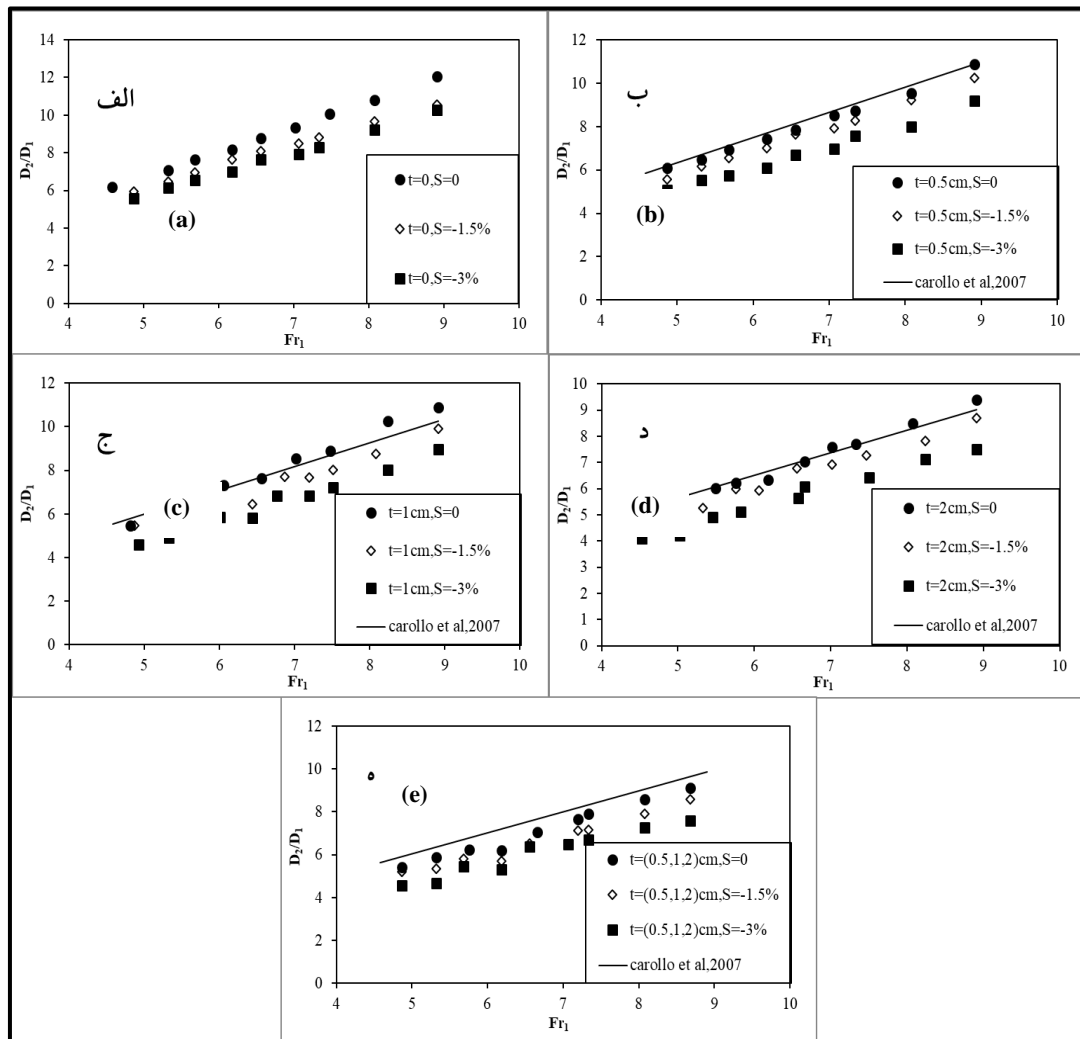 14
12
10
8
6
4
2
0
D2/D1
الف
(a)
t=0,S=0
t=0,S=-1.5%
t=0,S=-3%
4 5 6 7 8 9 10
Fr1
12
10
8
6
4
2
0
D2/D1
ب
(b)
t=0.5cm,S=0
t=0.5cm,S=-1.5%
t=0.5cm,S=-3%
carollo et al,2007
4 5 6 7 8 9 10
Fr1
12
10
8
6
4
2
0
D2/D1
ج
(c)
t=1cm,S=0
t=1cm,S=-1.5%
t=1cm,S=-3%
carollo et al,2007
4 5 6 7 8 9 10
Fr1
10
9
8
7
6
5
4
3
2
1
0
D2/D1
د
(d)
t=2cm,S=0
t=2cm,S=-1.5%
t=2cm,S=-3%
carollo et al,2007
4 5 6 7 8 9 10
Fr1
12
10
8
6
4
2
0
D2/D1
ه
(e)
t=(0.5,1,2)cm,S=0
t=(0.5,1,2)cm,S=-1.5%
t=(0.5,1,2)cm,S=-3%
carollo et al,2007
4 5 6 7 8 9 10
Fr1